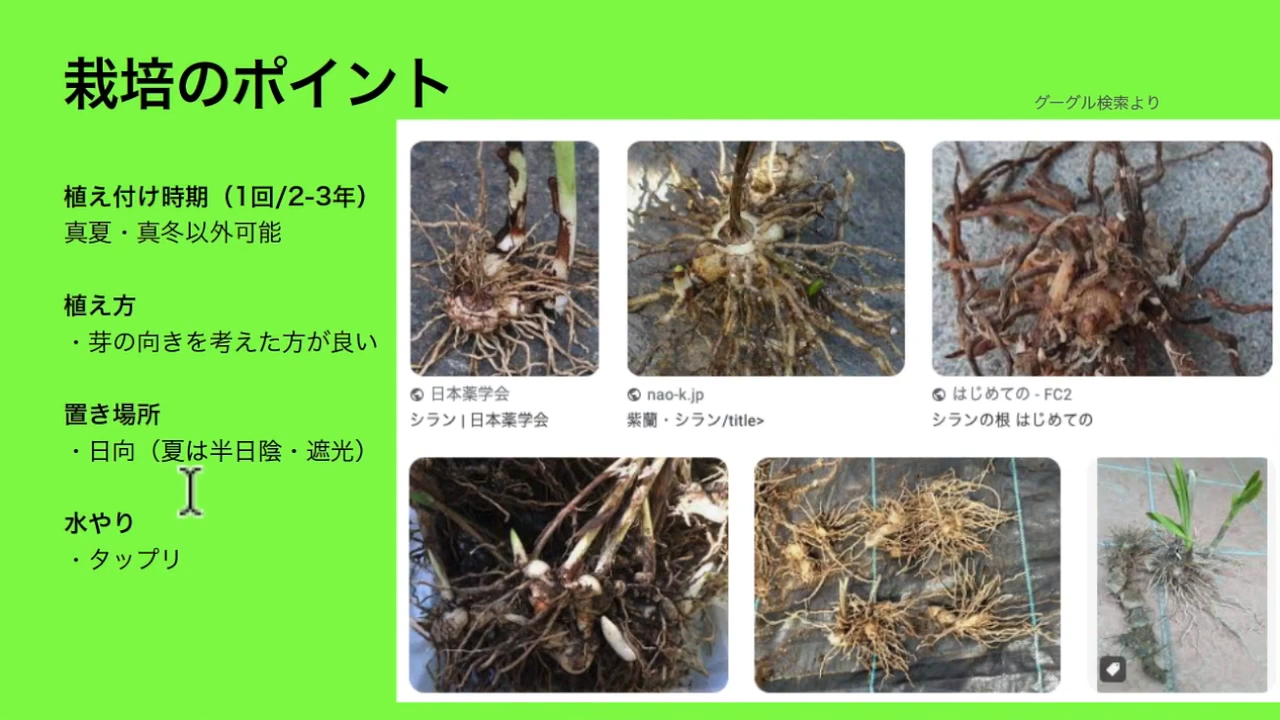 栽培のポイント
グーグル検索より
植え付け時期（1回/2-3年）
真夏・真冬以外可能
植え方
・芽の向きを考えた方が良い
置き場所
・日向（夏は半日陰・遮光）
水やり
・タップリ
日本薬学会
シラン | 日本薬学会
nao-k.jp
紫蘭・シラン/title>
はじめての - FC2
シランの根 はじめての